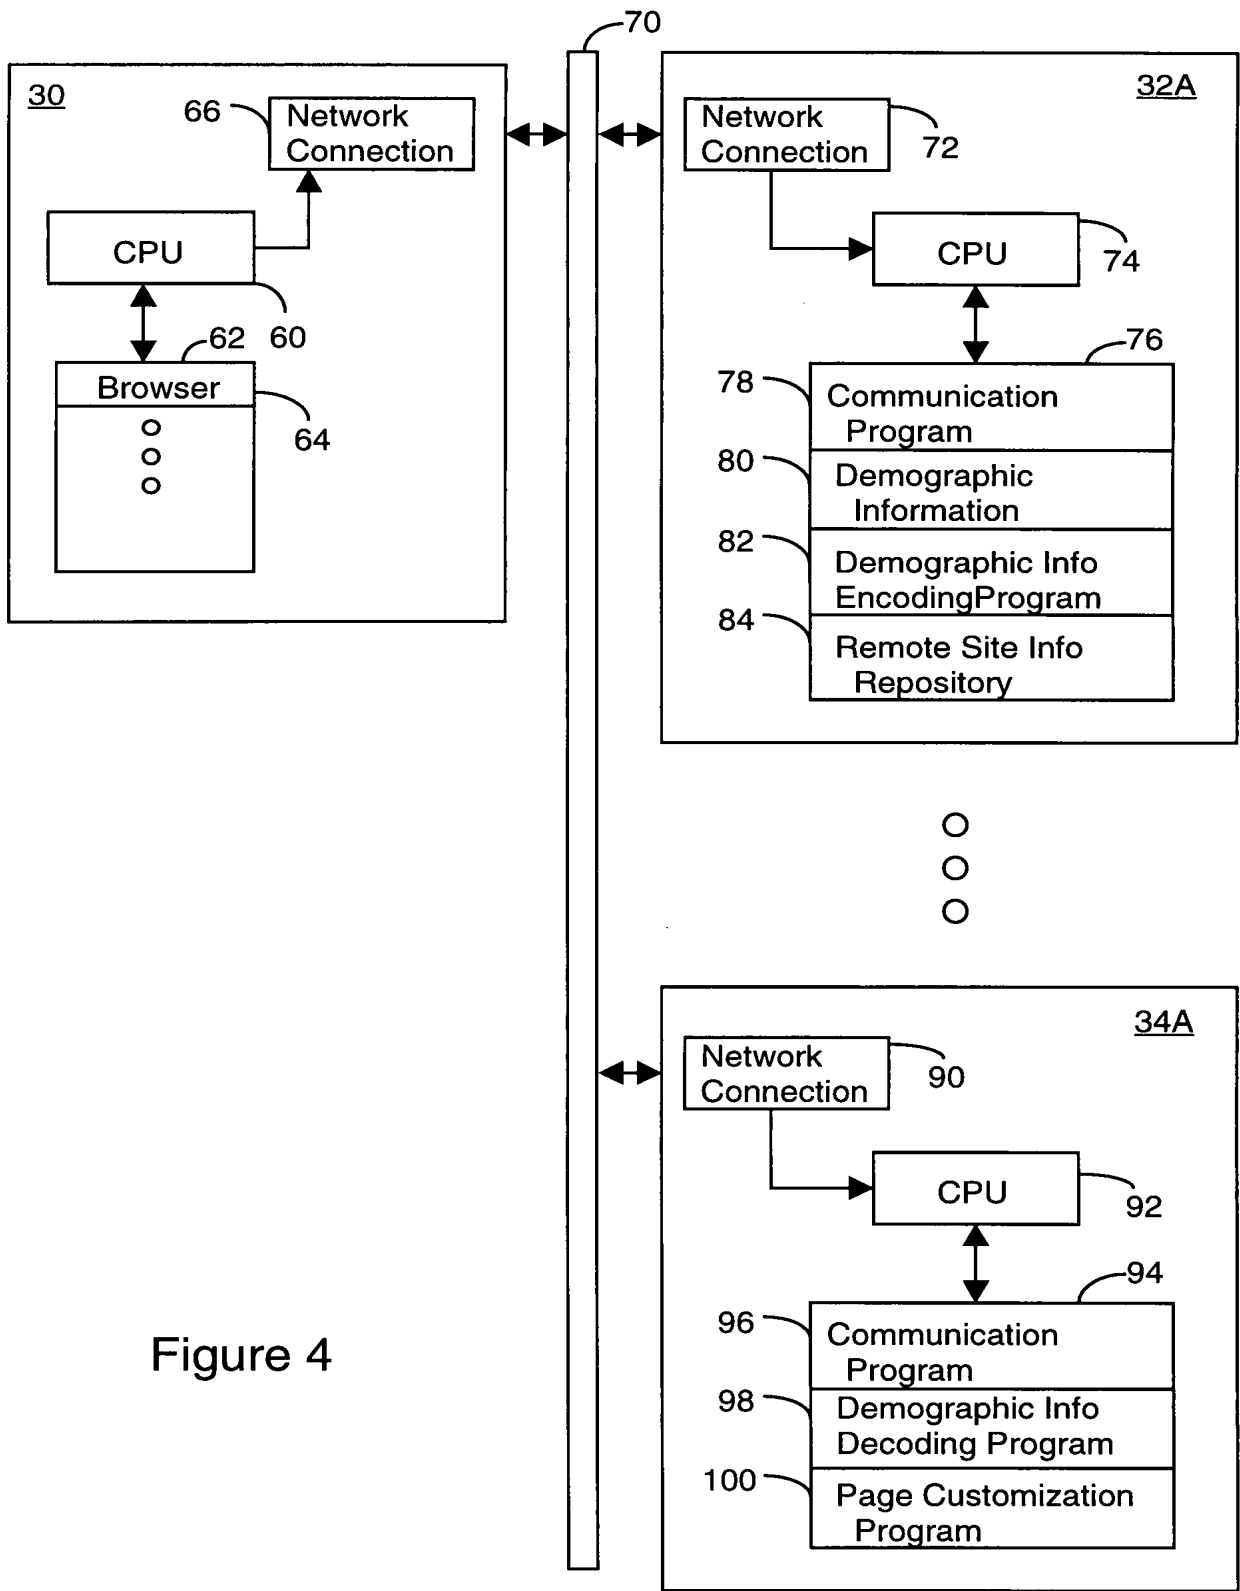 70
30
66
Network
Connection
CPU
60
62
Browser
64
32A
Network
Connection
72
CPU
74
76
78
Communication
Program
80
Demographic
Information
82
Demographic Info
EncodingProgram
84
Remote Site Info
Repository
34A
Network
Connection
90
CPU
92
94
96
Communication
Program
98
Demographic Info
Decoding Program
100
Page Customization
Program
Figure 4